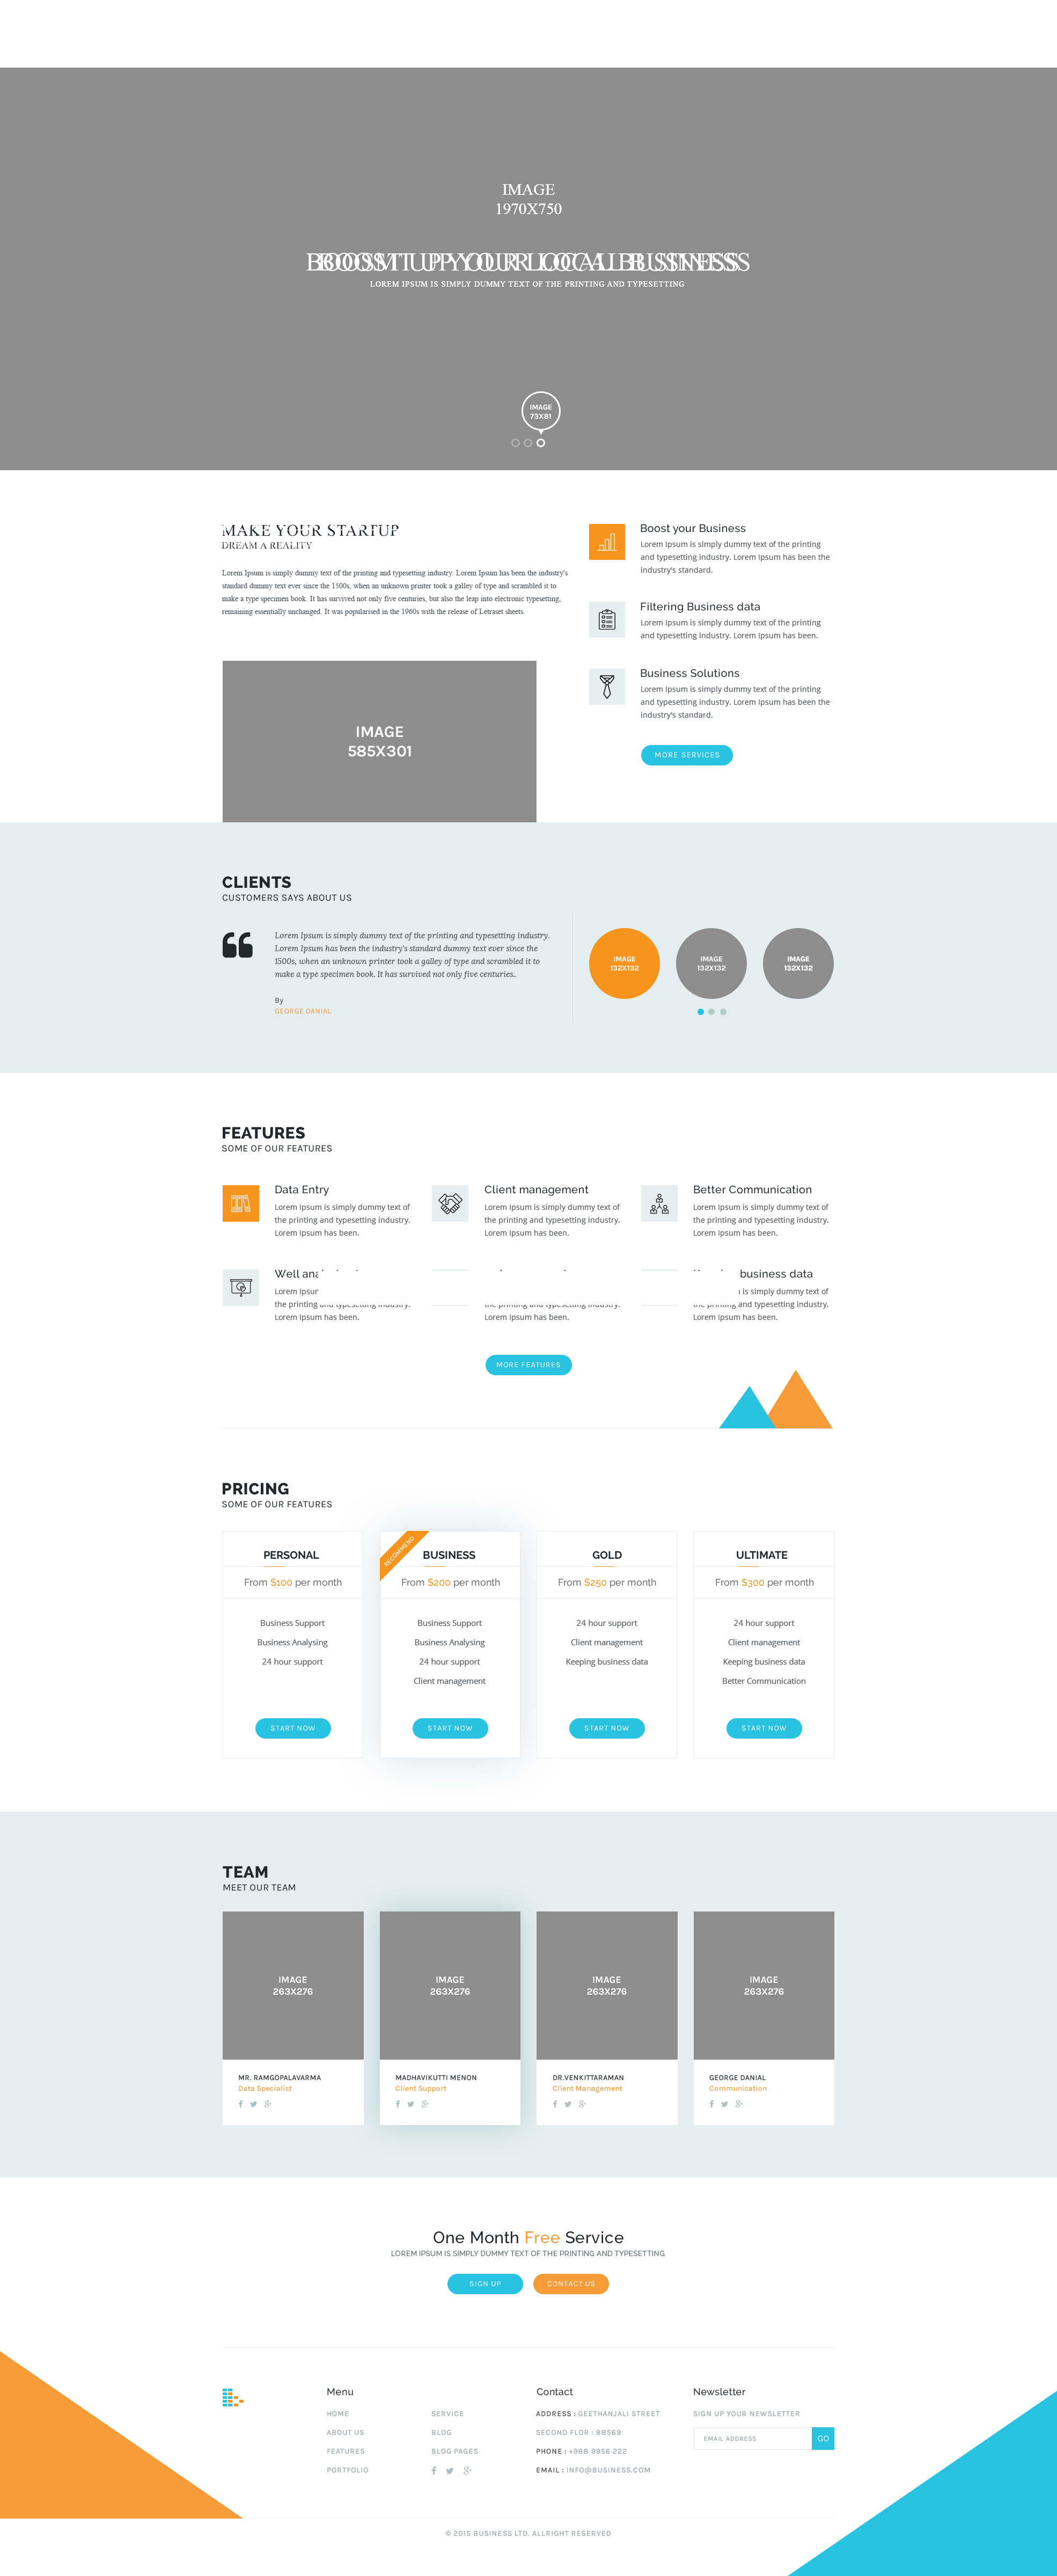 IMAGE
1970X750
BOOST UP YOUR LOCAL BUSINESS
LOREM IPSUM IS SIMPLY DUMMY TEXT OF THE PRINTING AND TYPESETTING
IMAGE
73X81
MAKE YOUR STARTUP
DREAM A REALITY
Lorem Ipsum is simply dummy text of the printing and typesetting industry. Lorem Ipsum has been the industry's
standard dummy text ever since the 1500s, when an unknown printer took a galley of type and scrambled it to
make a type specimen book. It has survived not only five centuries, but also the leap into electronic typesetting,
remaining essentially unchanged. It was popularised in the 1960s with the release of Letraset sheets.
IMAGE
585X301
Boost your Business
Lorem Ipsum is simply dummy text of the printing
and typesetting industry. Lorem Ipsum has been the
industry's standard.
Filtering Business data
Lorem Ipsum is simply dummy text of the printing
and typesetting industry. Lorem Ipsum has been.
Business Solutions
Lorem Ipsum is simply dummy text of the printing
and typesetting industry. Lorem Ipsum has been the
industry's standard.
MORE SERVICES
CLIENTS
CUSTOMERS SAYS ABOUT US
Lorem Ipsum is simply dummy text of the printing and typesetting industry.
Lorem Ipsum has been the industry's standard dummy text ever since the
1500s, when an unknown printer took a galley of type and scrambled it to
make a type specimen book. It has survived not only five centuries..
By
GEORGE DANIAL
IMAGE
132X132
IMAGE
132X132
IMAGE
132X132
FEATURES
SOME OF OUR FEATURES
Data Entry
Lorem Ipsum is simply dummy text of
the printing and typesetting industry.
Lorem Ipsum has been.
Client management
Lorem Ipsum is simply dummy text of
the printing and typesetting industry.
Lorem Ipsum has been.
Better Communication
Lorem Ipsum is simply dummy text of
the printing and typesetting industry.
Lorem Ipsum has been.
Well
Lorem
the printing and typesetting industry.
Lorem Ipsum has been.
the printing and typesetting industry.
Lorem Ipsum has been.
business data
is simply dummy text of
the printing and typesetting industry.
Lorem Ipsum has been.
MORE FEATURES
PRICING
SOME OF OUR FEATURES
PERSONAL
From $100 per month
Business Support
Business Analysing
24 hour support
START NOW
RECOMMEND
BUSINESS
From $200 per month
Business Support
Business Analysing
24 hour support
Client management
START NOW
GOLD
From $250 per month
24 hour support
Client management
Keeping business data
START NOW
ULTIMATE
From $300 per month
24 hour support
Client management
Keeping business data
Better Communication
START NOW
TEAM
MEET OUR TEAM
IMAGE
263X276
MR. RAMGOPALAVARMA
Data Specialist
IMAGE
263X276
MADHAVIKUTTI MENON
Client Support
IMAGE
263X276
DR.VENKITTARAMAN
Client Management
IMAGE
263X276
GEORGE DANIAL
Communication
One Month Free Service
LOREM IPSUM IS SIMPLY DUMMY TEXT OF THE PRINTING AND TYPESETTING.
SIGN UP
CONTACT US
Menu
HOME
ABOUT US
FEATURES
PORTFOLIO
SERVICE
BLOG
BLOG PAGES
Contact
ADDRESS : GEETHANJALI STREET
SECOND FLOR : 88569
PHONE : +988 9956 222
EMAIL : INFO@BUSINESS.COM
Newsletter
SIGN UP YOUR NEWSLETTER
EMAIL ADDRESS
GO
© 2015 BUSINESS LTD. ALLRIGHT RESERVED